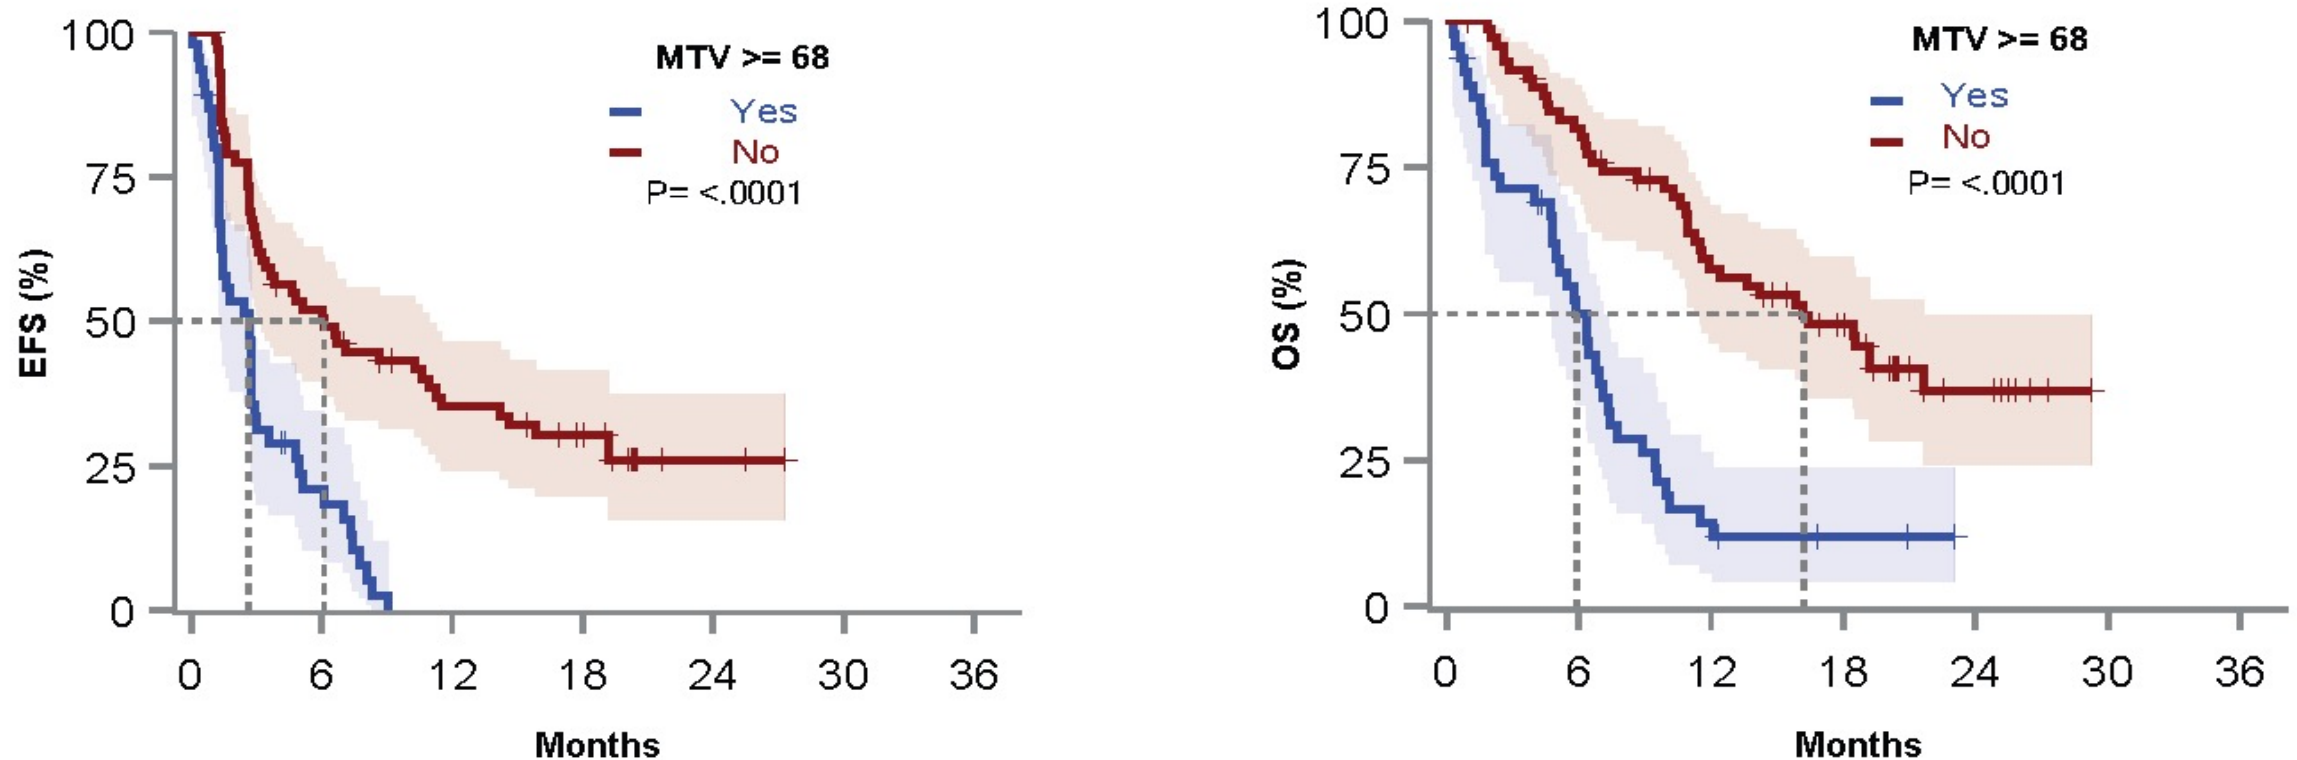 100
75
50
25
0
EFS (%)
MTV >= 68
Yes
No
P= <.0001
0 6 12 18 24 30 36
Months
100
75
50
25
0
OS (%)
MTV >= 68
Yes
No
P= <.0001
0 6 12 18 24 30 36
Months